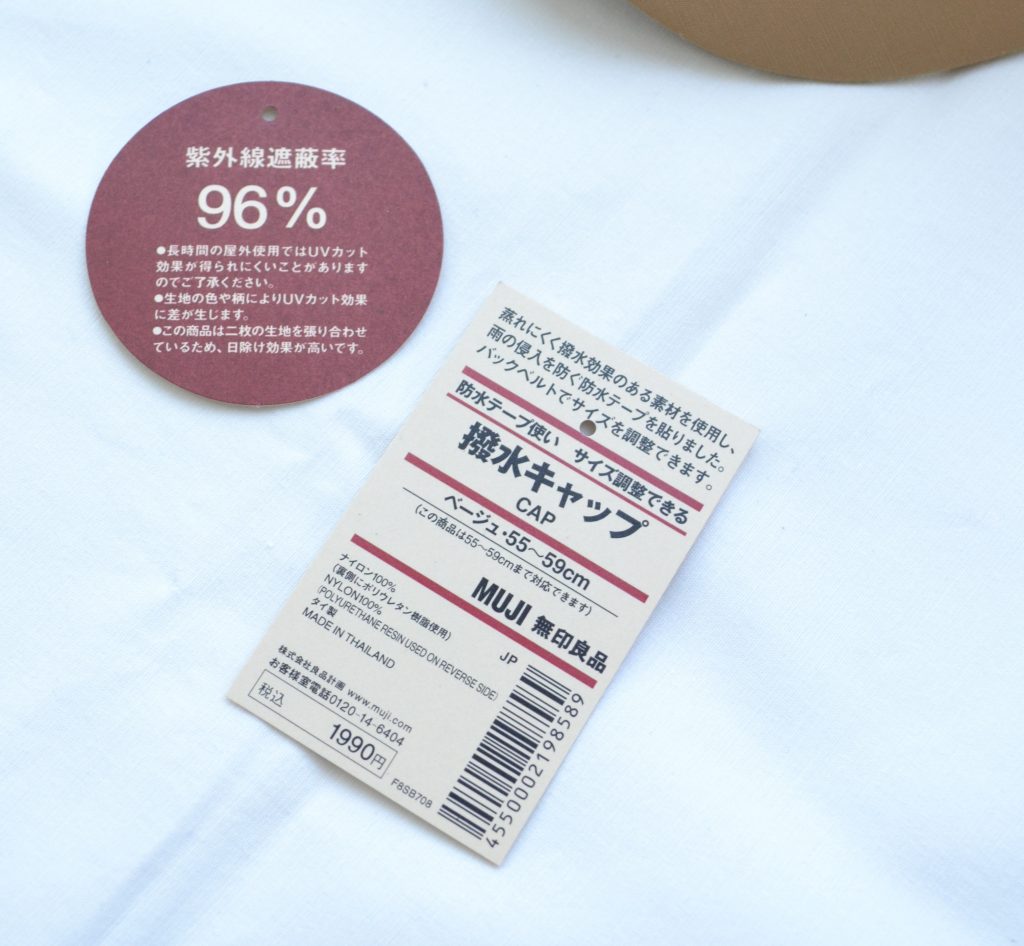 紫外線遮蔽率
96%
●長時間の屋外使用ではUVカット
効果が得られにくいことがあります
のでご了承ください。
●生地の色や柄によりUVカット効果
に差が生じます。
●この商品は二枚の生地を張り合わせ
ているため、日除け効果が高いです。
蒸れにくく撥水効果のある素材を使用し、
雨の侵入を防ぐ防水テープを貼りました。
バックベルトでサイズを調整できます。
防水テープ使い サイズ調整できる
撥水キャップ
CAP
ベージュ・55〜59cm
(この商品は55〜59cmまで対応できます)
MUJI 無印良品
ナイロン100%
(裏側にポリウレタン樹脂使用)
NYLON100%
(POLYURETHANE RESIN USED ON REVERSE SIDE)
タイ製
MADE IN THAILAND
JP
株式会社良品計画 www.muji.com
お客様室電話0120-14-6404
税込
1990円
F8SB708
4550002198589